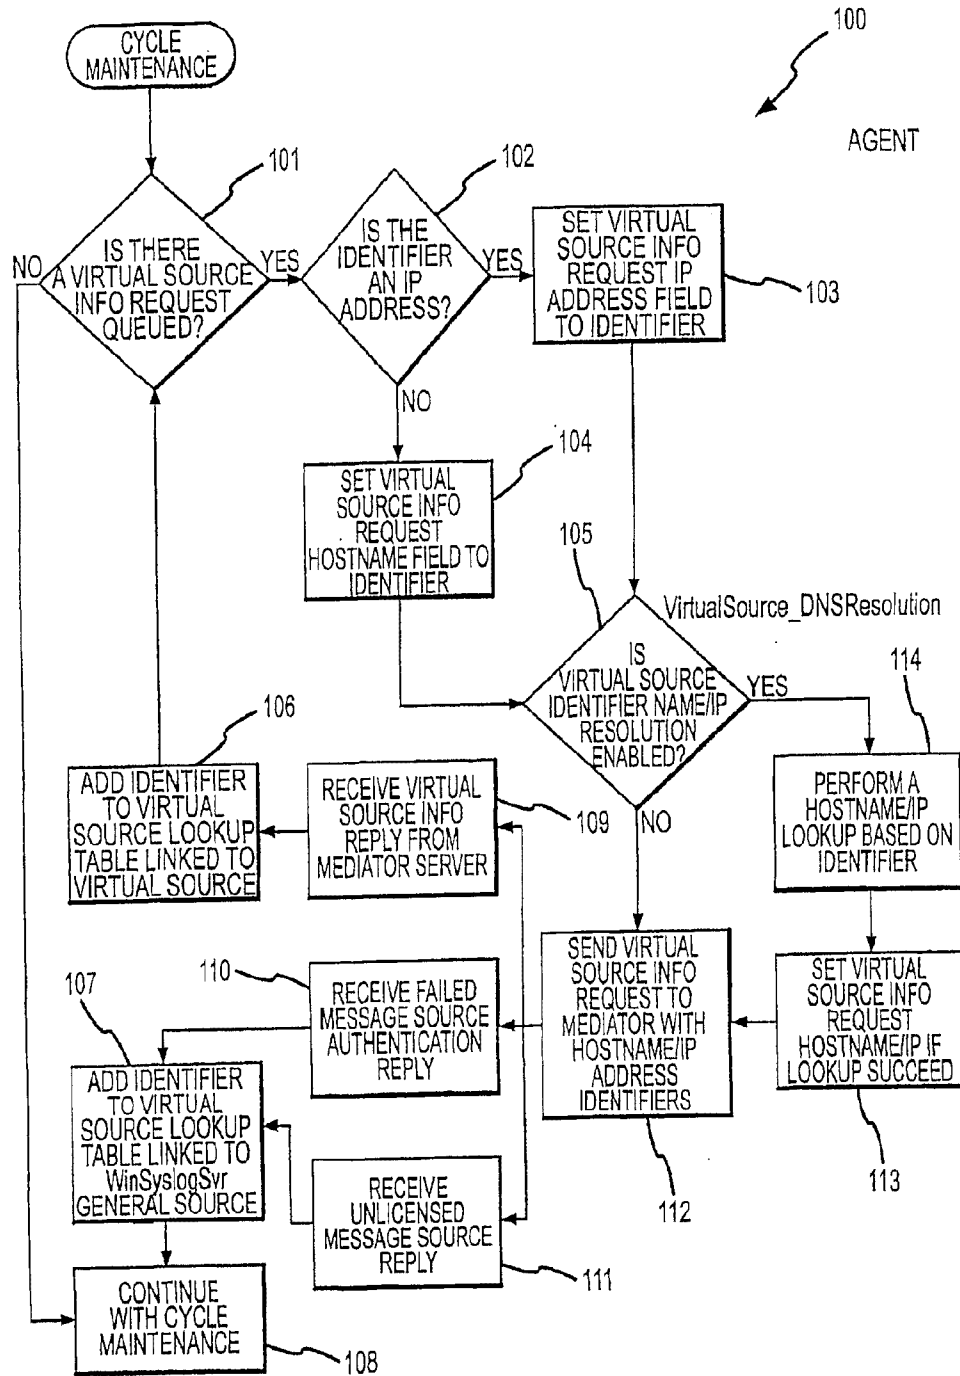 CYCLE
MAINTENANCE
100
AGENT
101
IS THERE
A VIRTUAL SOURCE
INFO REQUEST
QUEUED?
NO
YES
102
IS THE
IDENTIFIER
AN IP
ADDRESS?
YES
NO
SET VIRTUAL
SOURCE INFO
REQUEST IP
ADDRESS FIELD
TO IDENTIFIER
103
104
SET VIRTUAL
SOURCE INFO
REQUEST
HOSTNAME FIELD TO
IDENTIFIER
105
VirtualSource_DNSResolution
IS
VIRTUAL SOURCE
IDENTIFIER NAME/IP
RESOLUTION
ENABLED?
YES
NO
114
PERFORM A
HOSTNAME/IP
LOOKUP BASED ON
IDENTIFIER
106
ADD IDENTIFIER
TO VIRTUAL
SOURCE LOOKUP
TABLE LINKED TO
VIRTUAL SOURCE
RECEIVE VIRTUAL
SOURCE INFO
REPLY FROM
MEDIATOR SERVER
109
110
RECEIVE FAILED
MESSAGE SOURCE
AUTHENTICATION
REPLY
SEND VIRTUAL
SOURCE INFO
REQUEST TO
MEDIATOR WITH
HOSTNAME/IP
ADDRESS
IDENTIFIERS
112
SET VIRTUAL
SOURCE INFO
REQUEST
HOSTNAME/IP IF
LOOKUP SUCCEED
113
107
ADD IDENTIFIER
TO VIRTUAL
SOURCE LOOKUP
TABLE LINKED TO
WinSyslogSvr
GENERAL SOURCE
RECEIVE
UNLICENSED
MESSAGE SOURCE
REPLY
111
CONTINUE
WITH CYCLE
MAINTENANCE
108